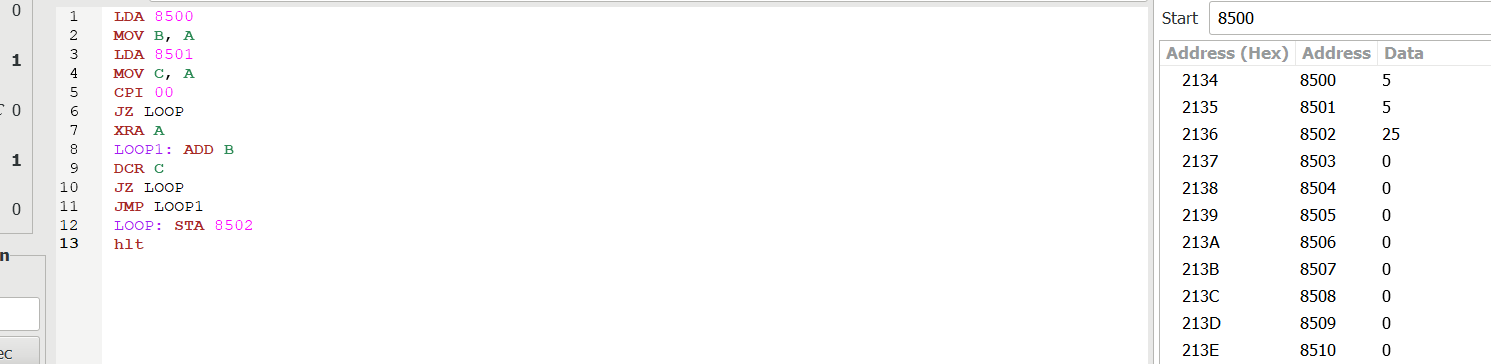 0
1
C 0
1
0
n
ec
1 LDA 8500
2 MOV B, A
3 LDA 8501
4 MOV C, A
5 CPI 00
6 JZ LOOP
7 XRA A
8 LOOP1: ADD B
9 DCR C
10 JZ LOOP
11 JMP LOOP1
12 LOOP: STA 8502
13 hlt
Start 8500
Address (Hex) Address Data
2134 8500 5
2135 8501 5
2136 8502 25
2137 8503 0
2138 8504 0
2139 8505 0
213A 8506 0
213B 8507 0
213C 8508 0
213D 8509 0
213E 8510 0